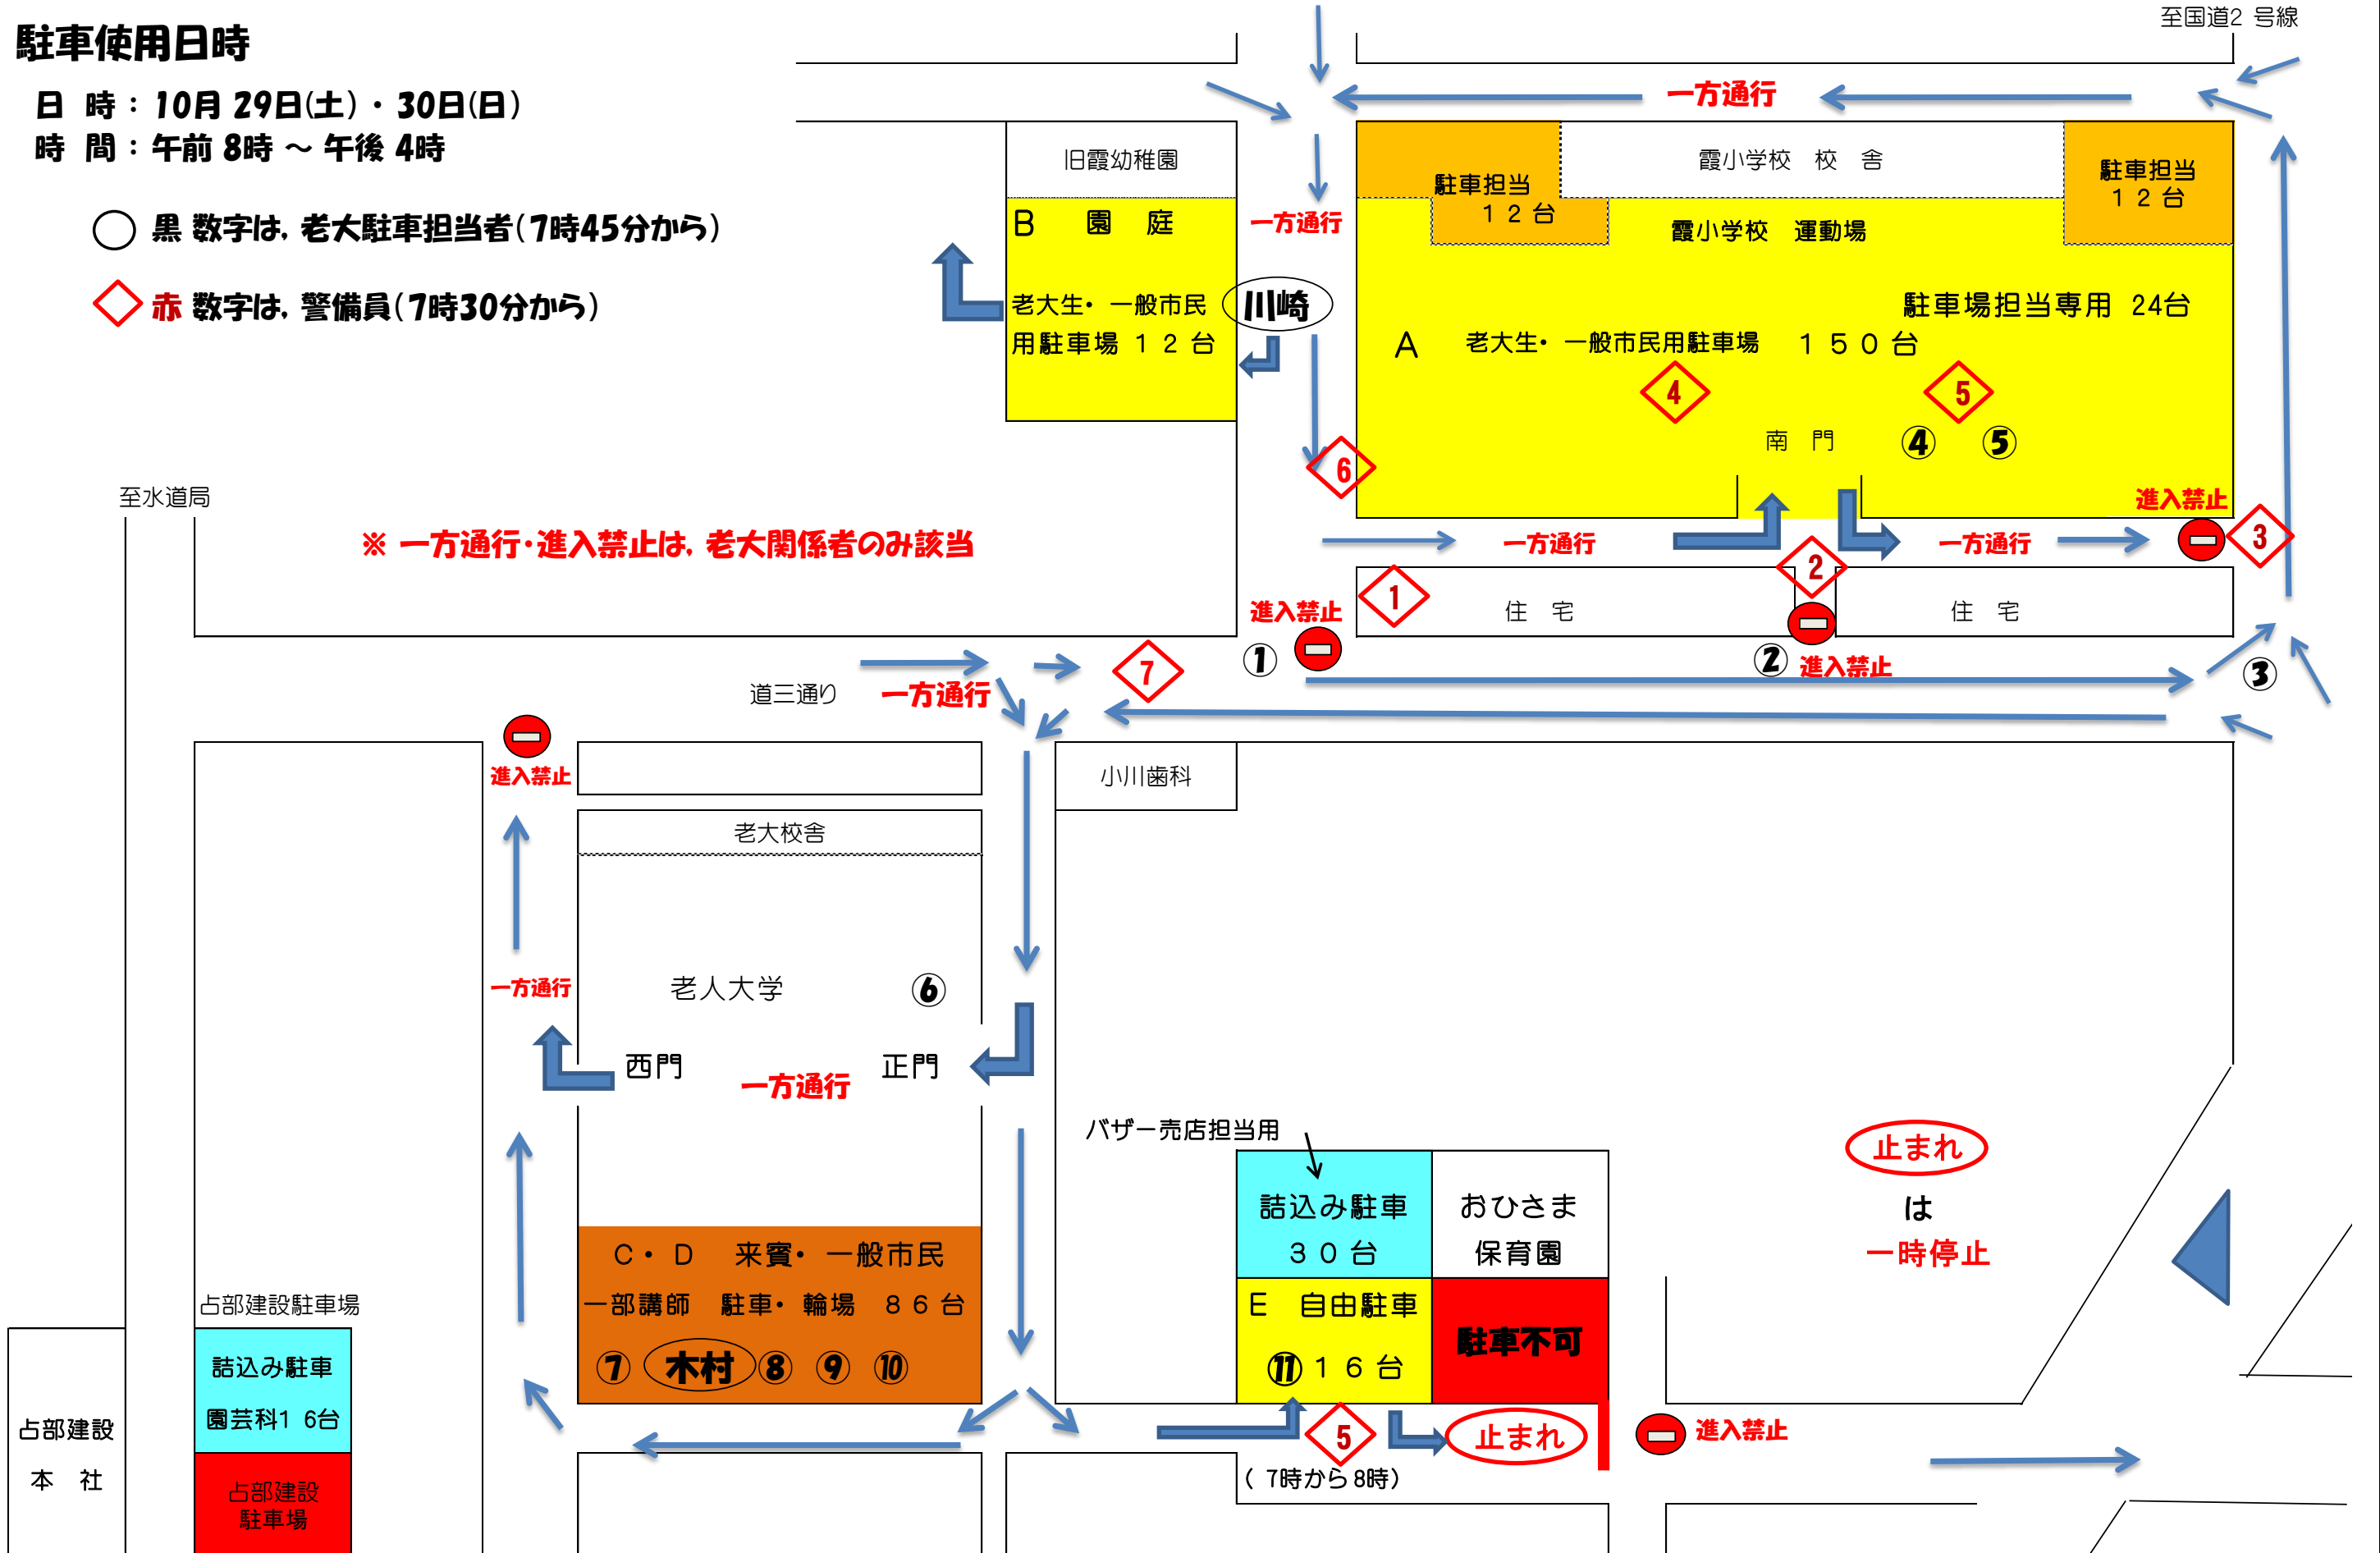 駐車使用日時
日 時 : 10月 29日(土)・30日(日)
時 間 : 午前 8時 ～ 午後 4時
○ 黒 数字は, 老大駐車担当者(7時45分から)
◇ 赤 数字は, 警備員(7時30分から)
至国道2 号線
一方通行
旧霞幼稚園
B 園 庭
老大生・ 一般市民
用駐車場 12 台
一方通行
川崎
駐車担当
12 台
霞小学校 校 舎
駐車担当
12 台
霞小学校 運動場
駐車場担当専用 24台
A 老大生・ 一般市民用駐車場 150 台
4
5
6
南 門
④
⑤
進入禁止
3
至水道局
※ 一方通行・進入禁止は, 老大関係者のみ該当
一方通行
一方通行
2
1
住 宅
住 宅
進入禁止
①
②
進入禁止
③
7
道三通り
一方通行
進入禁止
小川歯科
老大校舎
老人大学
⑥
一方通行
西門
一方通行
正門
バザー売店担当用
詰込み駐車
30 台
おひさま
保育園
止まれ
は
一時停止
C・D 来賓・ 一般市民
一部講師 駐車・ 輪場 86 台
⑦
木村
⑧
⑨
⑩
E 自由駐車
⑪ 16 台
駐車不可
占部建設駐車場
詰込み駐車
園芸科1 6台
占部建設
本 社
占部建設
駐車場
5
止まれ
進入禁止
( 7時から8時)